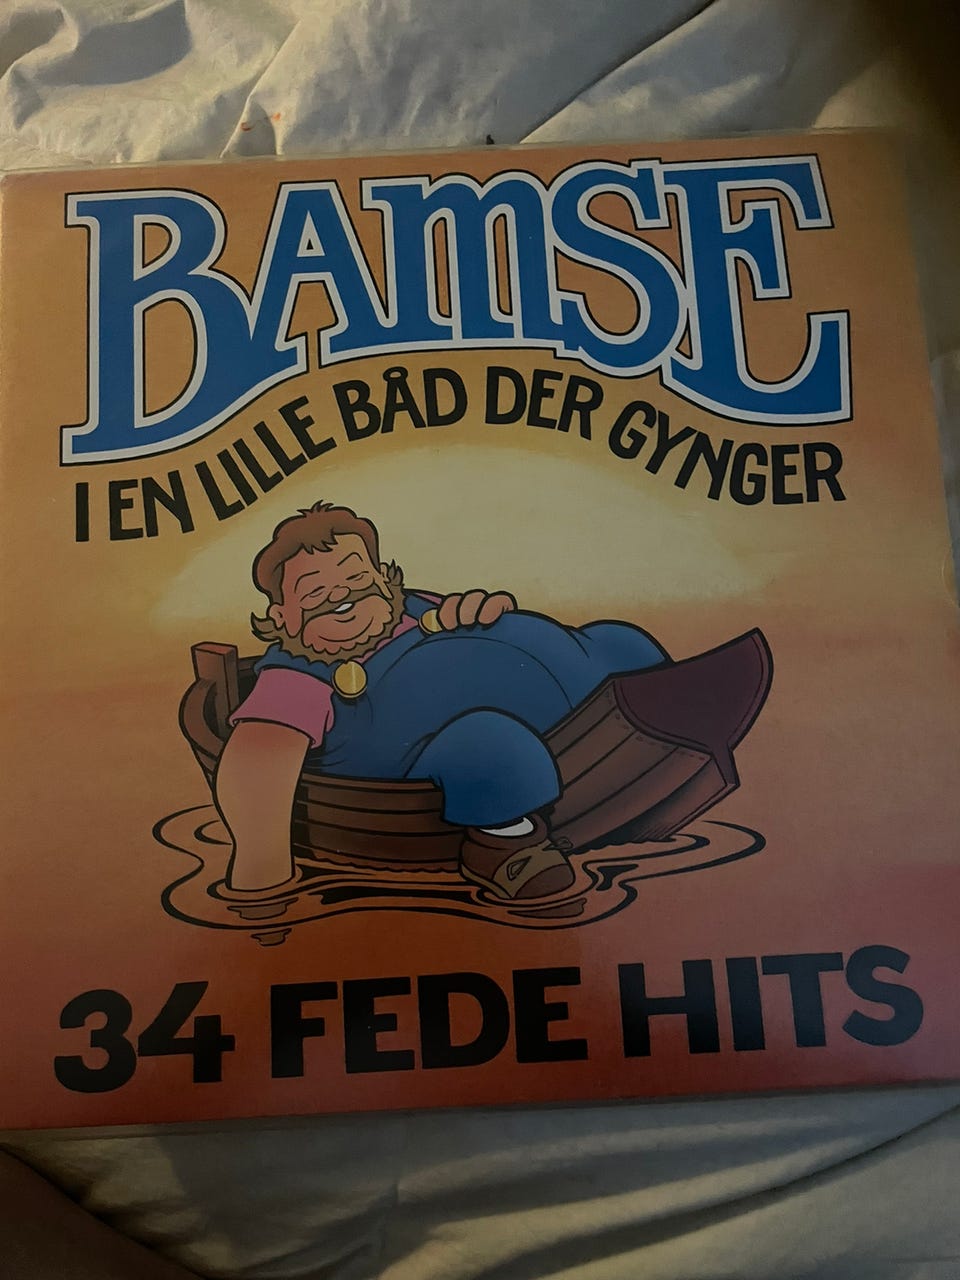 BAMSE
I EN LILLE BÅD DER GYNGER
34 FEDE HITS